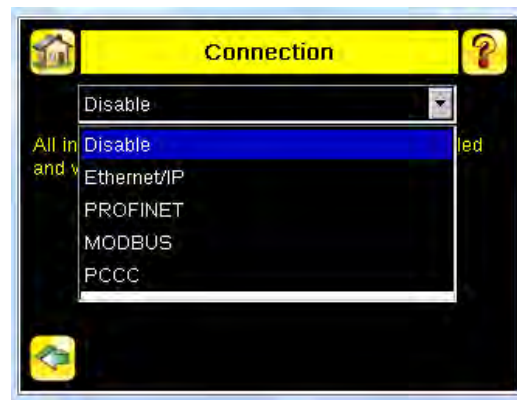 Connection
Disable
All in
Disable
led
and v
Ethernet/IP
PROFINET
MODBUS
PCCC